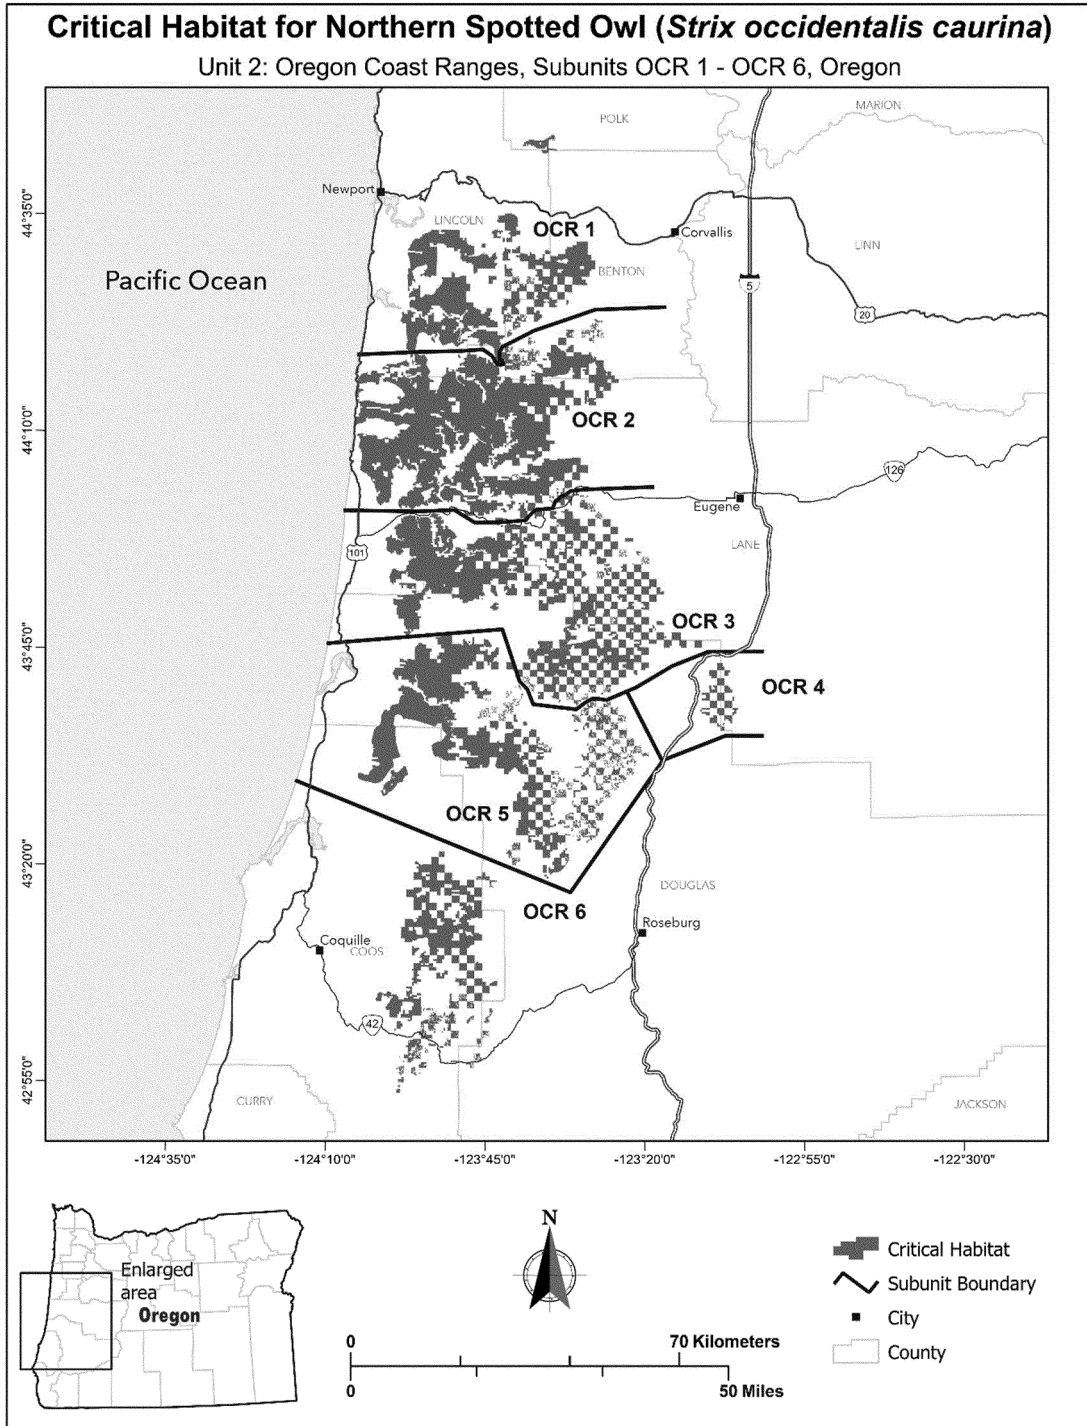 Critical Habitat for Northern Spotted Owl (Strix occidentalis caurina)
Unit 2: Oregon Coast Ranges, Subunits OCR 1 - OCR 6, Oregon
MARION
POLK
Newport
44°35'0"
LINCOLN
OCR 1
Corvallis
LINN
BENTON
Pacific Ocean
5
20
OCR 2
44°10'0"
126
Eugene
LANE
101
OCR 3
43°45'0"
OCR 4
OCR 5
43°20'0"
DOUGLAS
OCR 6
Roseburg
Coquille
COOS
42
42°55'0"
CURRY
JACKSON
-124°35'0" -124°10'0" -123°45'0" -123°20'0" -122°55'0" -122°30'0"
Enlarged
area
Oregon
N
Critical Habitat
Subunit Boundary
City
County
0 70 Kilometers
0 50 Miles